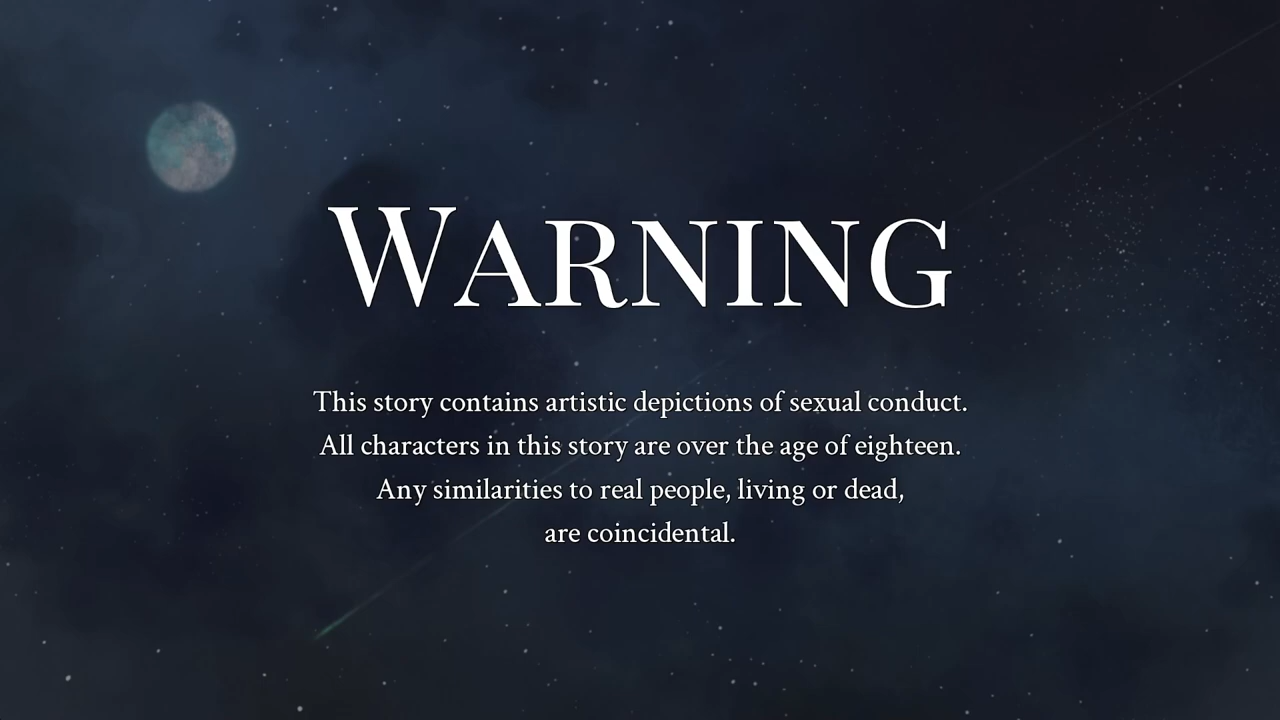 WARNING
This story contains artistic depictions of sexual conduct.
All characters in this story are over the age of eighteen.
Any similarities to real people, living or dead,
are coincidental.